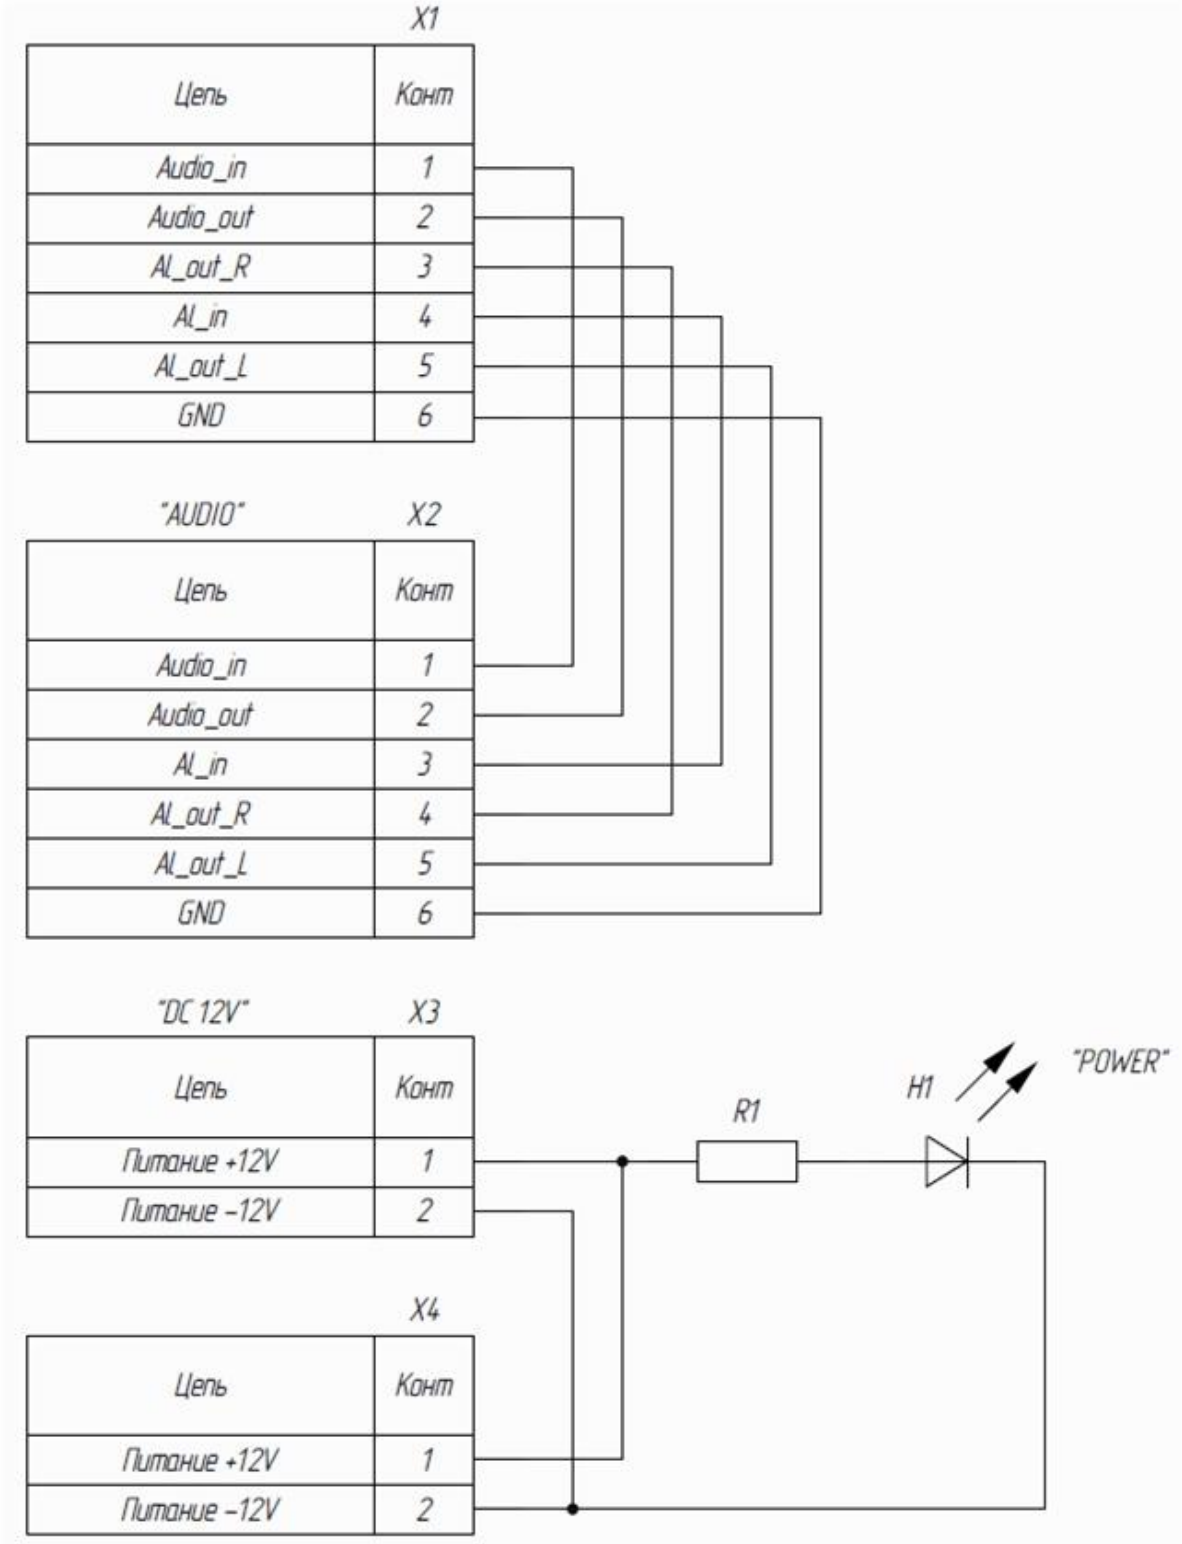 X1
Цепь Конт
Audio_in 1
Audio_out 2
Al_out_R 3
Al_in 4
Al_out_L 5
GND 6
"AUDIO" X2
Цепь Конт
Audio_in 1
Audio_out 2
Al_in 3
Al_out_R 4
Al_out_L 5
GND 6
"DC 12V" X3
Цепь Конт
Питание +12V 1
Питание -12V 2
R1
H1
"POWER"
X4
Цепь Конт
Питание +12V 1
Питание -12V 2